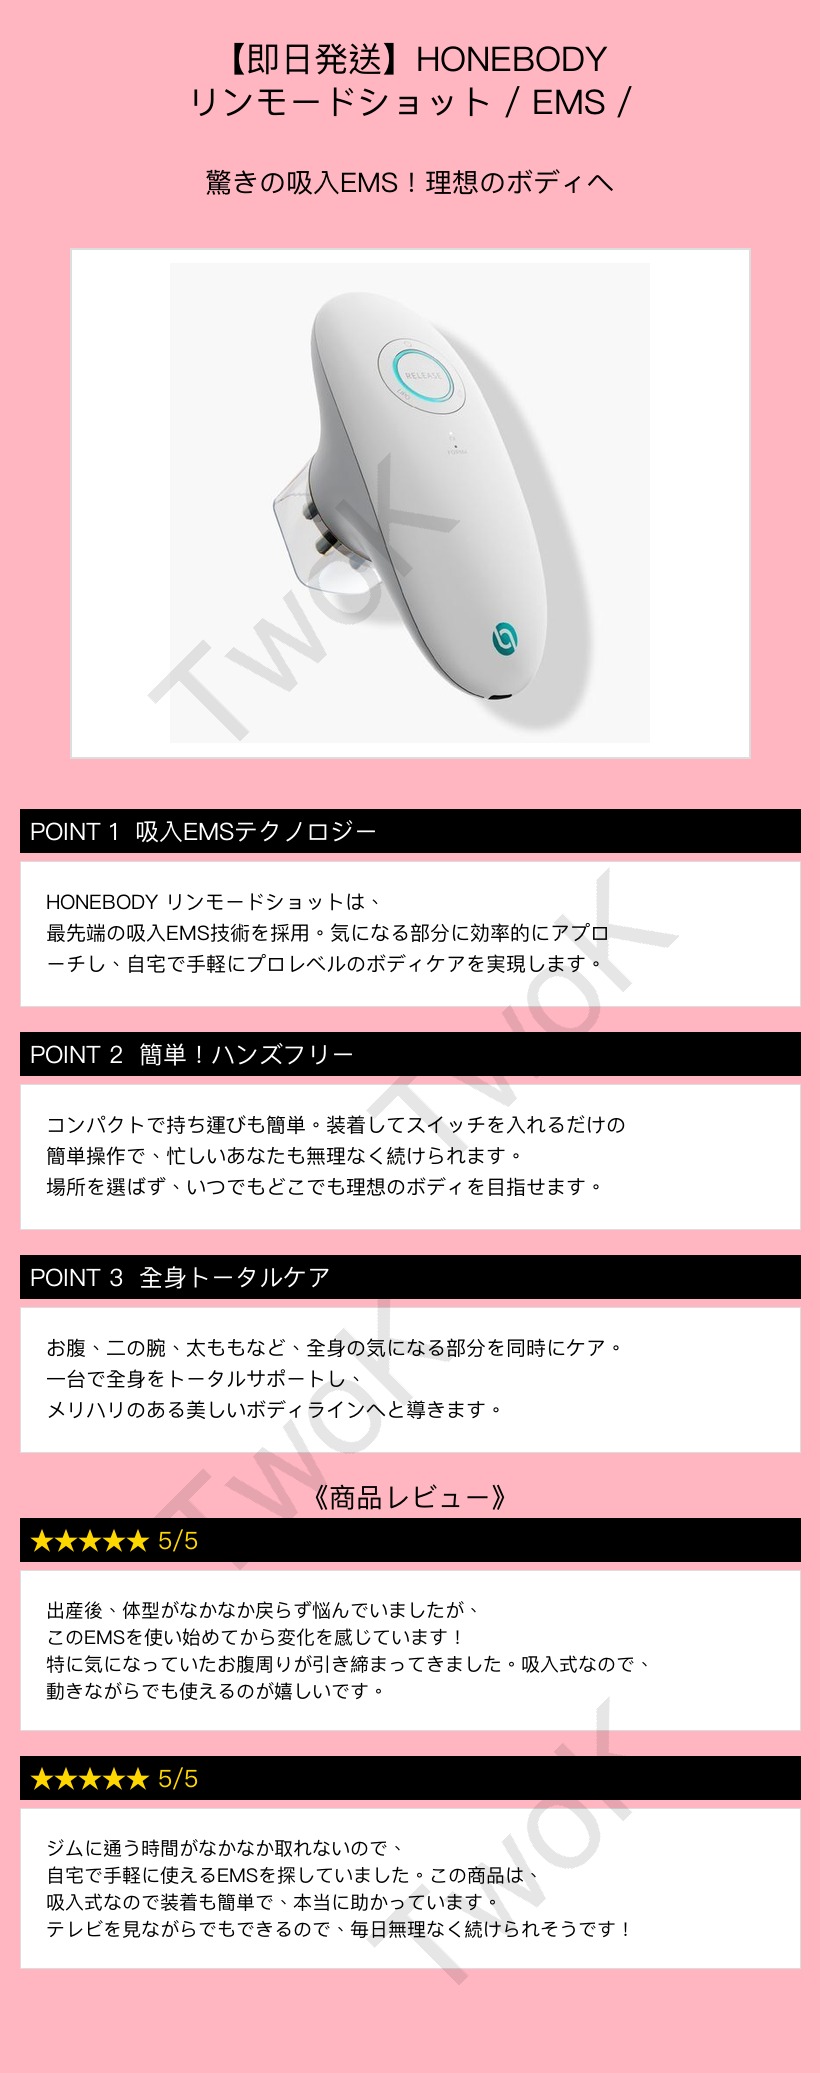 【即日発送】HONEBODY
リンモードショット / EMS /
驚きの吸入EMS！理想のボディへ
RELEASE
TwoK
POINT 1 吸入EMSテクノロジー
HONEBODY リンモードショットは、
最先端の吸入EMS技術を採用。気になる部分に効率的にアプロ
ーチし、自宅で手軽にプロレベルのボディケアを実現します。
TwoK
POINT 2 簡単！ハンズフリー
コンパクトで持ち運びも簡単。装着してスイッチを入れるだけの
簡単操作で、忙しいあなたも無理なく続けられます。
場所を選ばず、いつでもどこでも理想のボディを目指せます。
POINT 3 全身トータルケア
お腹、二の腕、太ももなど、全身の気になる部分を同時にケア。
一台で全身をトータルサポートし、
メリハリのある美しいボディラインへと導きます。
TwoK
《商品レビュー》
★★★★★ 5/5
出産後、体型がなかなか戻らず悩んでいましたが、
このEMSを使い始めてから変化を感じています！
特に気になっていたお腹周りが引き締まってきました。吸入式なので、
動きながらでも使えるのが嬉しいです。
★★★★★ 5/5
ジムに通う時間がなかなか取れないので、
自宅で手軽に使えるEMSを探していました。この商品は、
吸入式なので装着も簡単で、本当に助かっています。
テレビを見ながらでもできるので、毎日無理なく続けられそうです！
TwoK